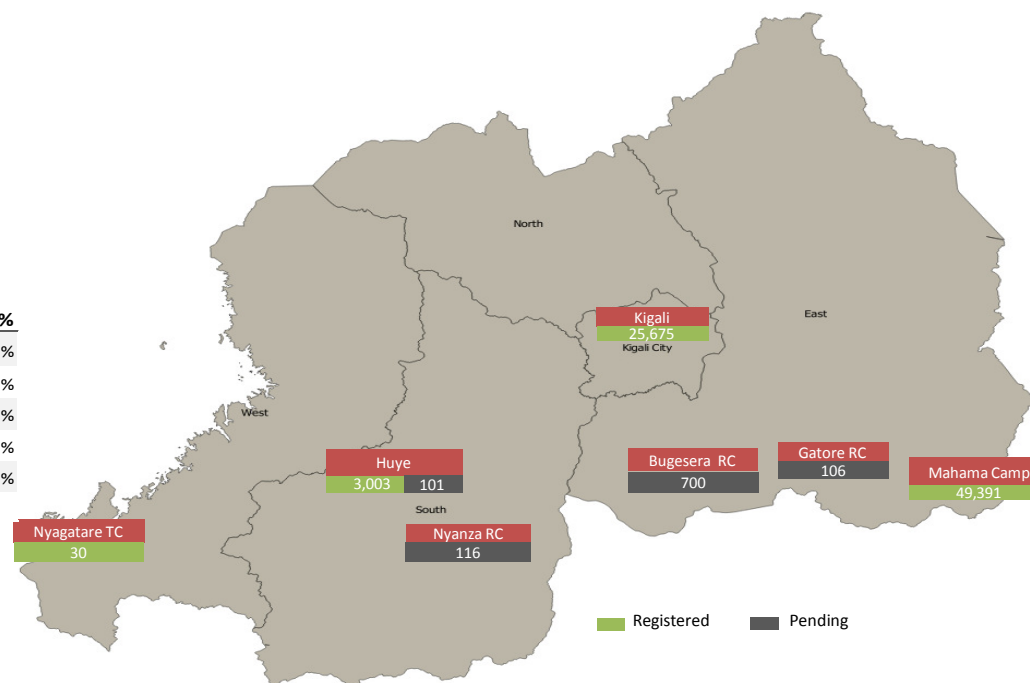 North
%
%
%
%
%
%
Kigali
25,675
Kigali City
East
West
Huye
3,003 101
South
Bugesera RC
700
Gatore RC
106
Mahama Camp
49,391
Nyagatare TC
30
Nyanza RC
116
Registered Pending